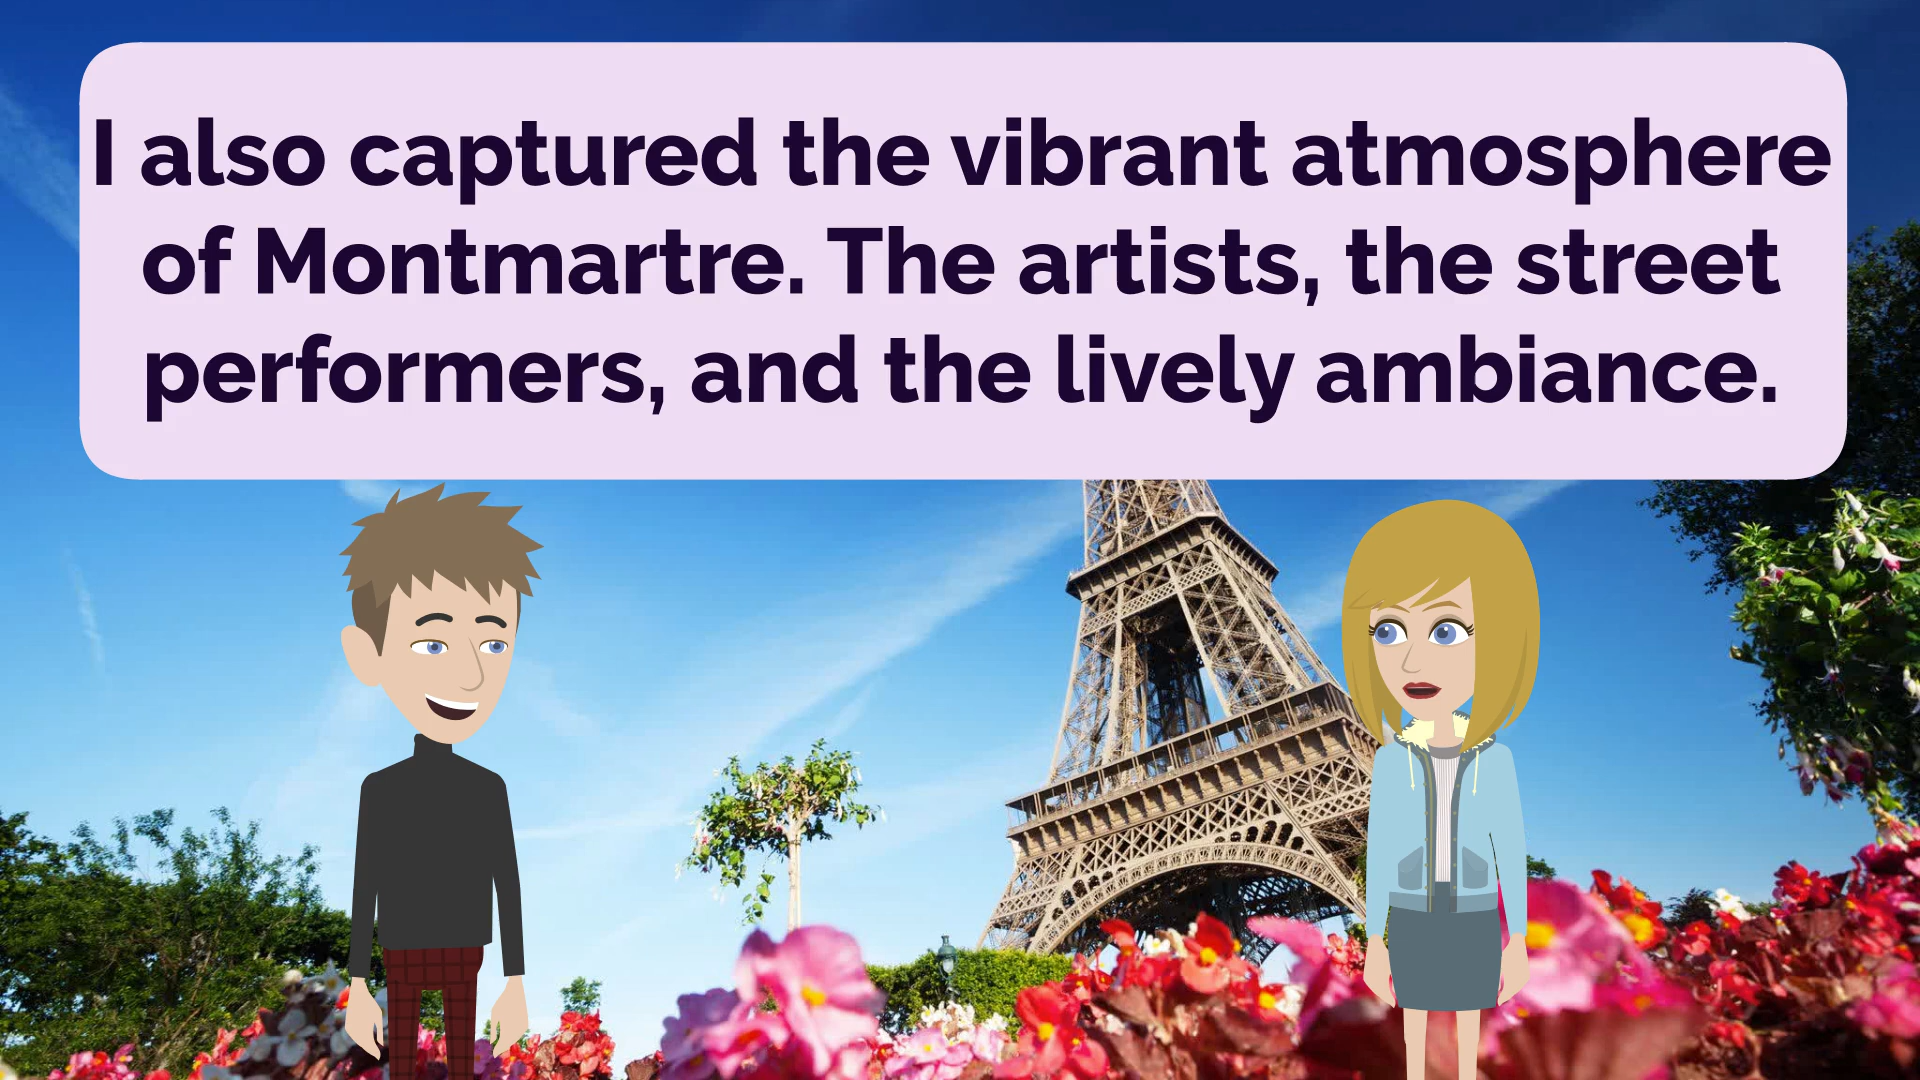 I also captured the vibrant atmosphere
of Montmartre. The artists, the street
performers, and the lively ambiance.